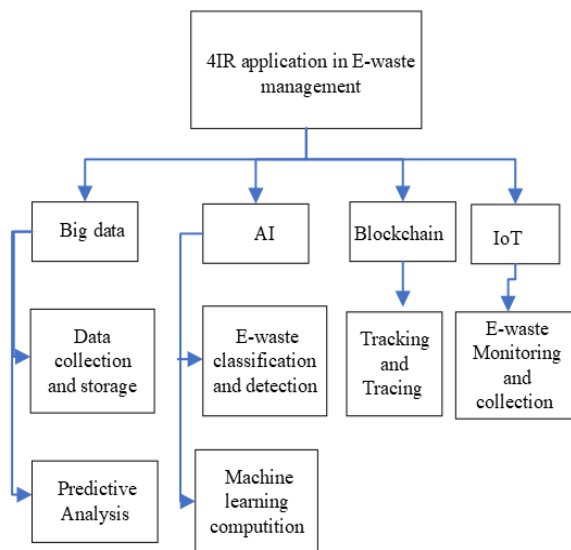 4IR application in E-waste
management
Big data
AI
Blockchain
IoT
Data
collection
and storage
E-waste
classification
and detection
Tracking
and
Tracing
E-waste
Monitoring
and
collection
Predictive
Analysis
Machine
learning
computition